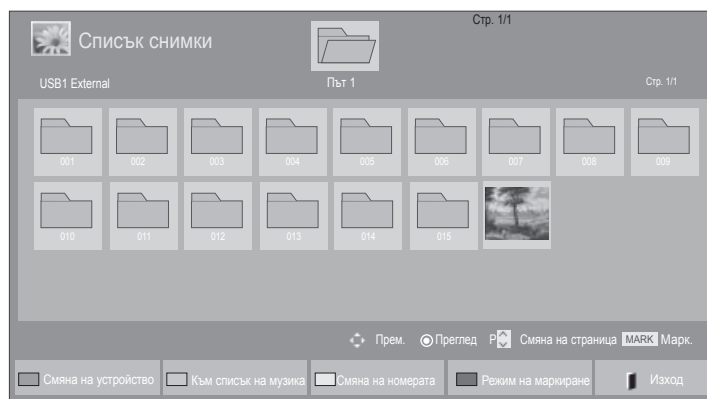 Стр. 1/1
Списък снимки
USB1 External
Път 1
Стр. 1/1
001 002 003 004 005 006 007 008 009
010 011 012 013 014 015
Прем. Преглед P Смяна на страница MARK Марк.
Смяна на устройство Към списък на музика Смяна на номерата Режим на маркиране Изход